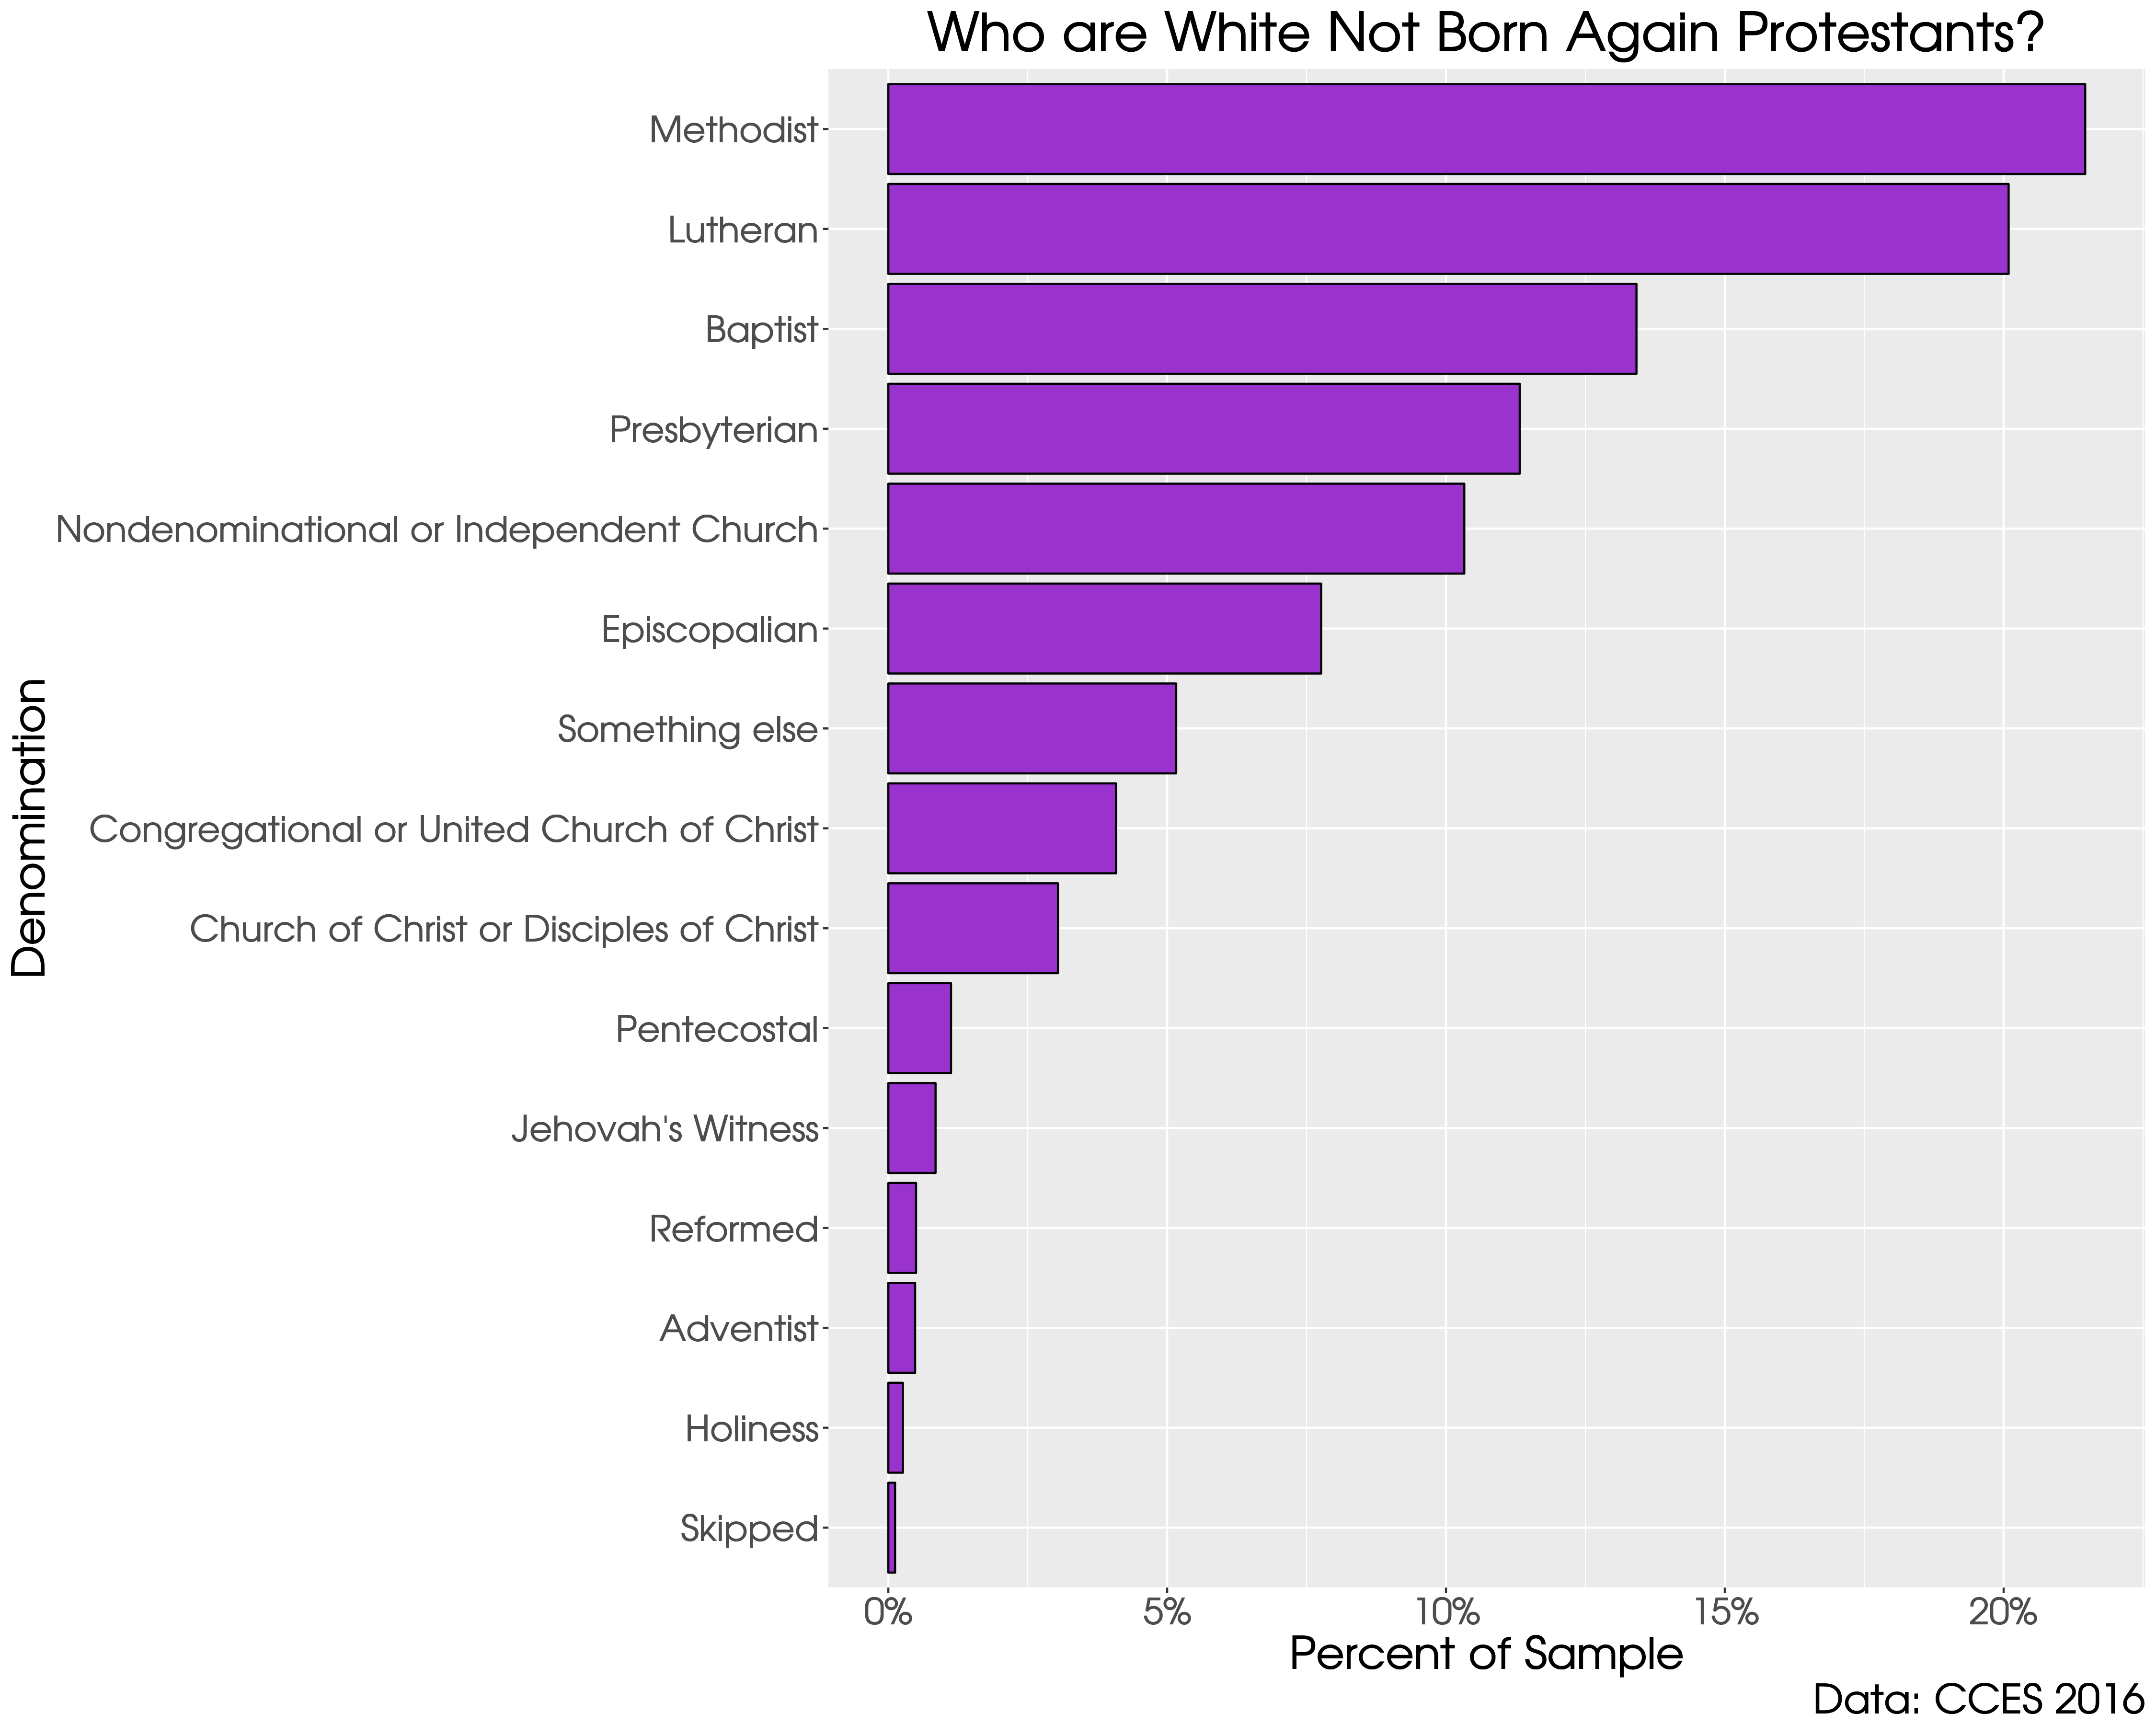 Who are White Not Born Again Protestants?
Methodist
Lutheran
Baptist
Presbyterian
Nondenominational or Independent Church
Episcopalian
Something else
Congregational or United Church of Christ
Church of Christ or Disciples of Christ
Pentecostal
Jehovah's Witness
Reformed
Adventist
Holiness
Skipped
Denomination
0% 5% 10% 15% 20%
Percent of Sample
Data: CCES 2016